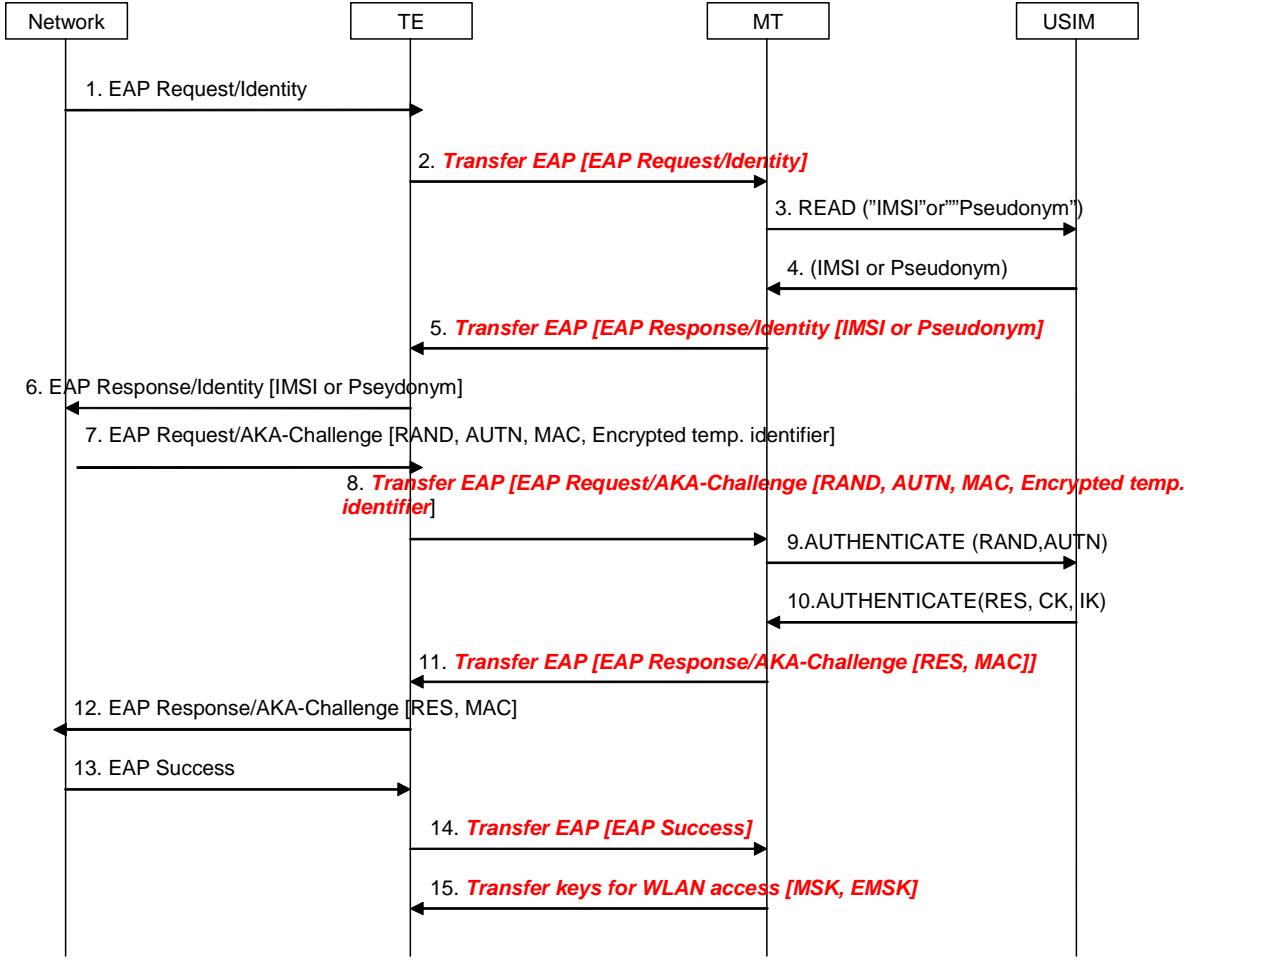 Network
TE
MT
USIM
1. EAP Request/Identity
2. Transfer EAP [EAP Request/Identity]
3. READ (”IMSI”or””Pseudonym”)
4. (IMSI or Pseudonym)
5. Transfer EAP [EAP Response/Identity [IMSI or Pseudonym]
6. EAP Response/Identity [IMSI or Pseydonym]
7. EAP Request/AKA-Challenge [RAND, AUTN, MAC, Encrypted temp. identifier]
8. Transfer EAP [EAP Request/AKA-Challenge [RAND, AUTN, MAC, Encrypted temp.
identifier]
9.AUTHENTICATE (RAND,AUTN)
10.AUTHENTICATE(RES, CK, IK)
11. Transfer EAP [EAP Response/AKA-Challenge [RES, MAC]]
12. EAP Response/AKA-Challenge [RES, MAC]
13. EAP Success
14. Transfer EAP [EAP Success]
15. Transfer keys for WLAN access [MSK, EMSK]